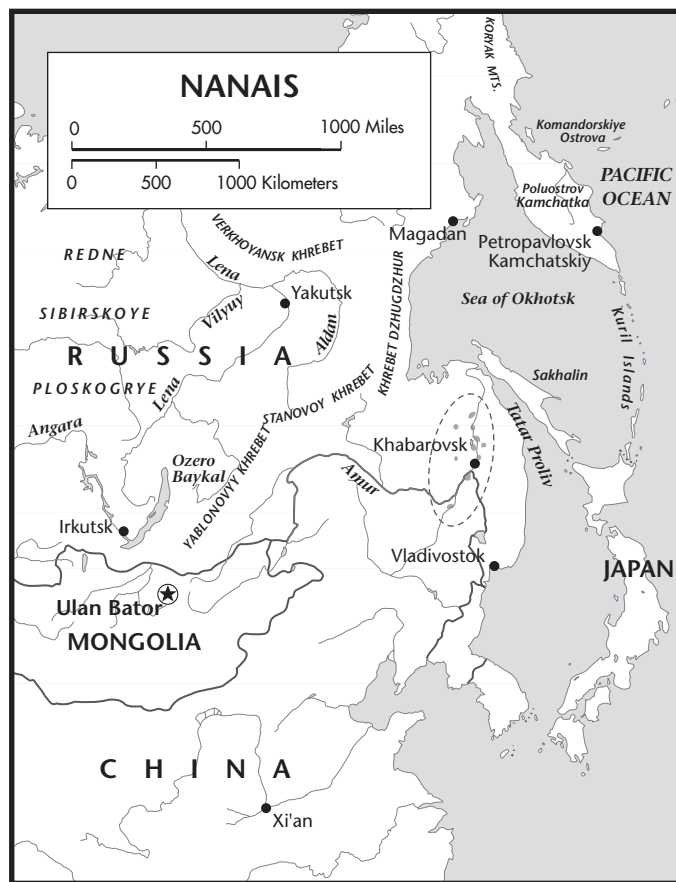 NANAIS
0 500 1000 Miles
0 500 1000 Kilometers
KORYAK MTS.
Komandorskiye
Ostrova
PACIFIC
OCEAN
Poluostrov
Kamchatka
Magadan
Petropavlovsk
Kamchatskiy
VERKHOYANSK KHREBET
REDNE
Lena
Yakutsk
Sea of Okhotsk
KHREBET DZHUGDZHUR
Kuril Islands
SIBIRSKOYE
Vilyuy
Aldan
RUSSIA
PLOSKOGRYE
Lena
STANOVOY KHREBET
Sakhalin
Angara
Tatar Proliv
Khabarovsk
Ozero
Baykal
YABLONOVYY KHREBET
Amur
Irkutsk
Vladivostok
JAPAN
Ulan Bator
MONGOLIA
CHINA
Xi'an